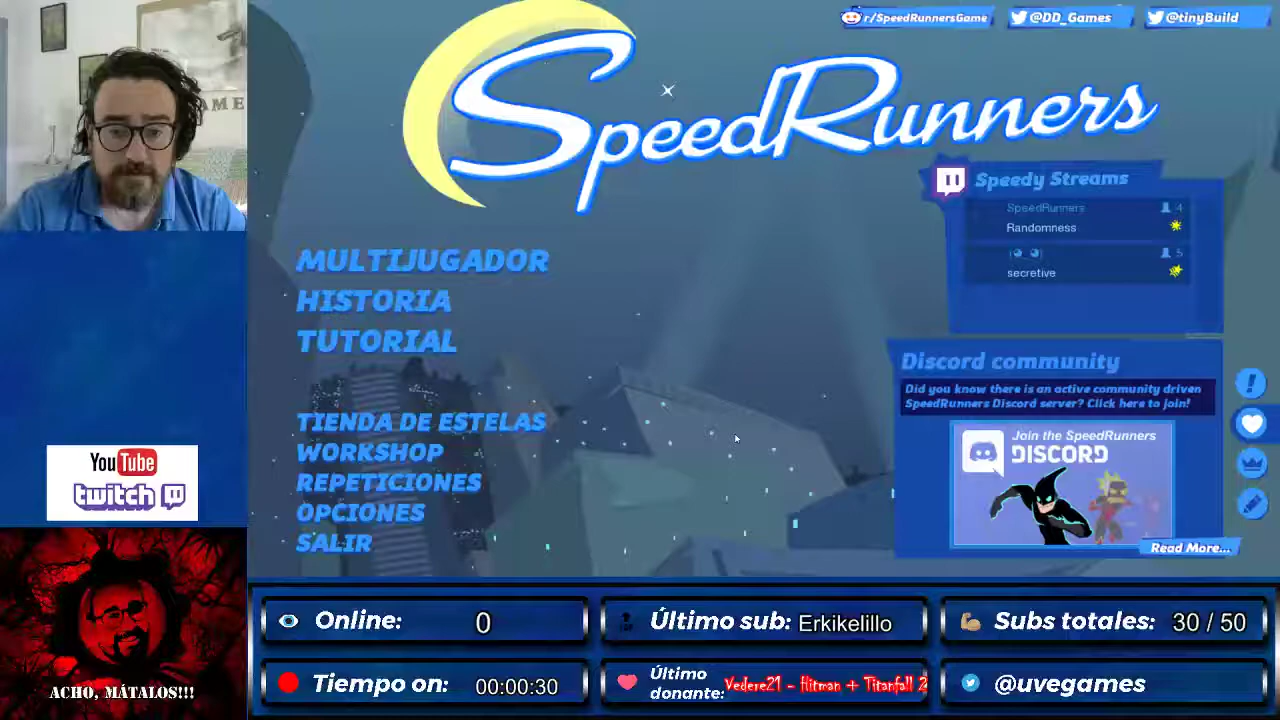 r/SpeedRunnersGame
@DD_Games
@tinyBuild
SpeedRunners
AME
Speedy Streams
SpeedRunners 4
Randomness
(◕_◕) 5
secretive
MULTIJUGADOR
HISTORIA
TUTORIAL
TIENDA DE ESTELAS
WORKSHOP
REPETICIONES
OPCIONES
SALIR
Discord community
Did you know there is an active community driven
SpeedRunners Discord server? Click here to join!
Join the SpeedRunners
DISCORD
Read More...
YouTube
twitch
ACHO, MÁTALOS!!!
Online: 0
Último sub: Erkikelillo
Subs totales: 30 / 50
Tiempo on: 00:00:30
Último
donante: Vedere21 - Hitman + Titanfall 2
@uvegames